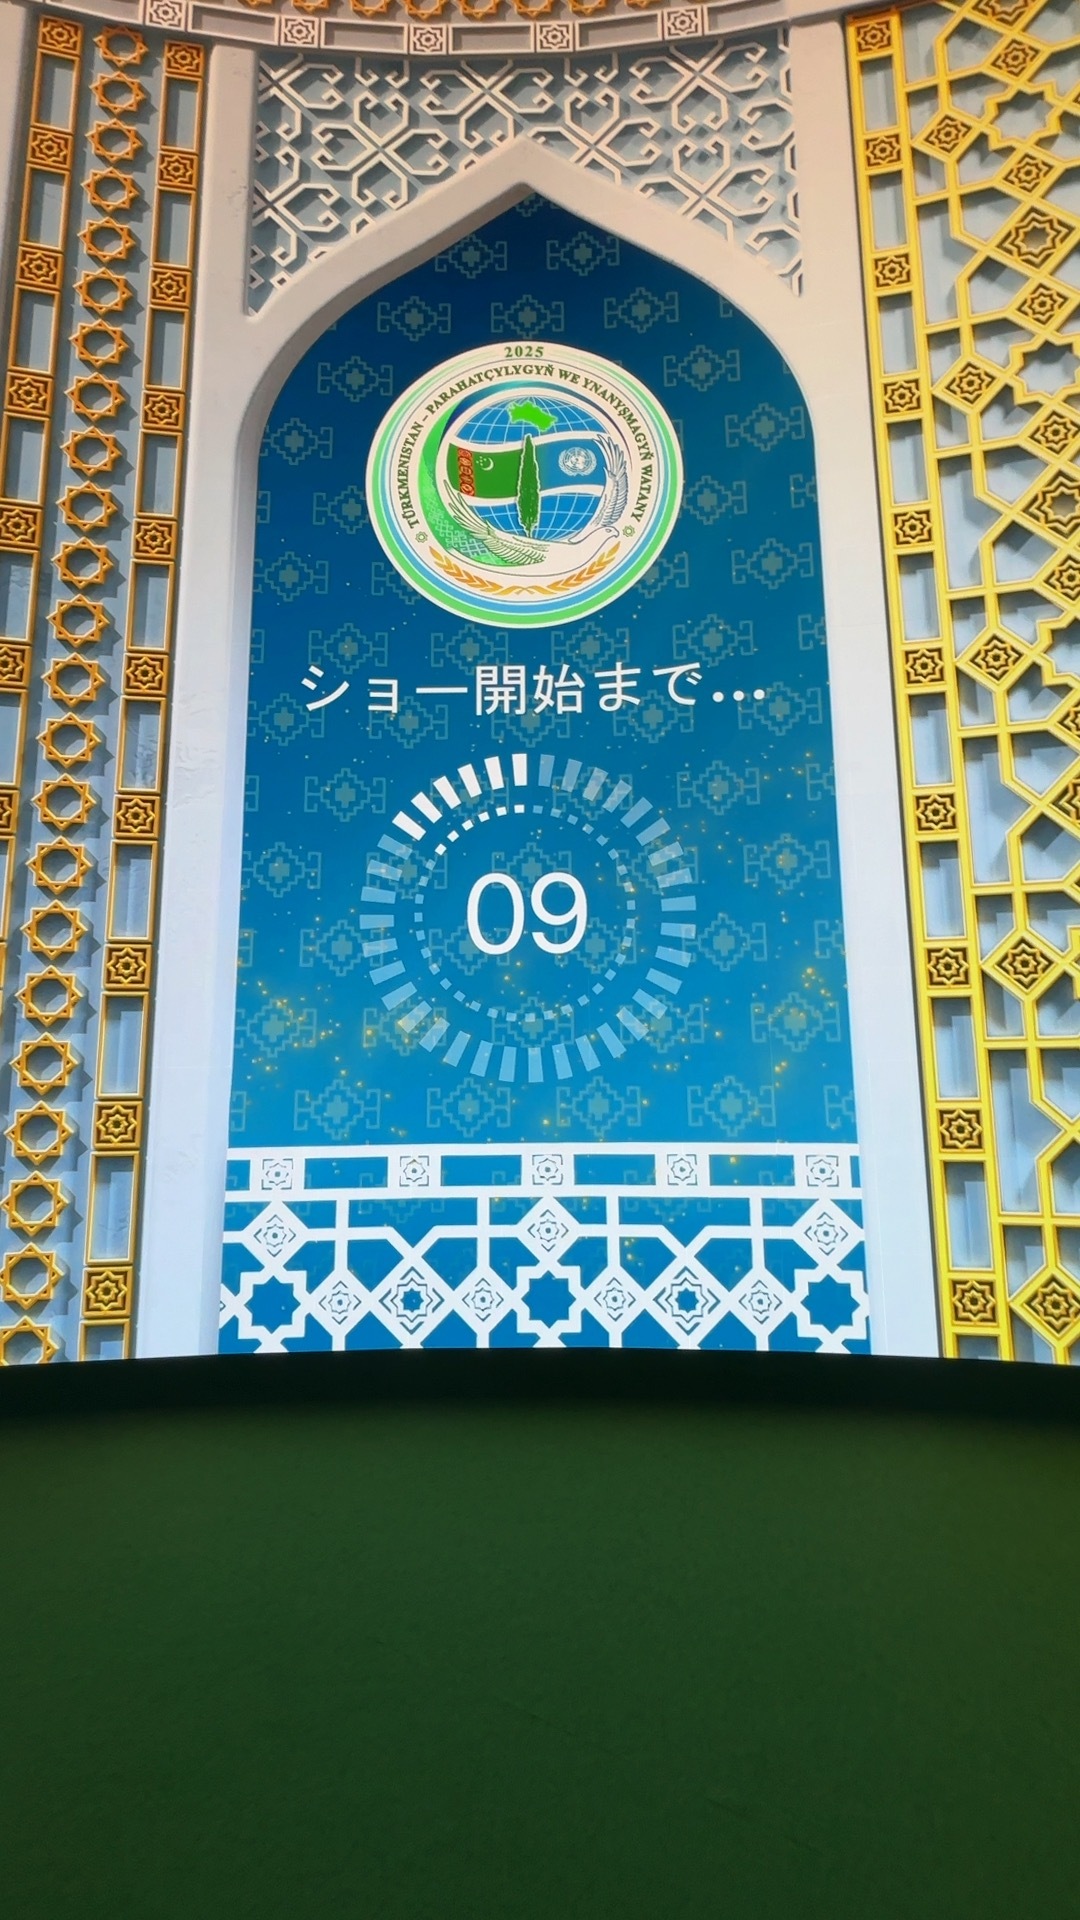 2025
TÜRKMENISTAN - PARAHATÇYLYGYŇ WE YNANYŞMAGYŇ WATANY
ショー開始まで...
09